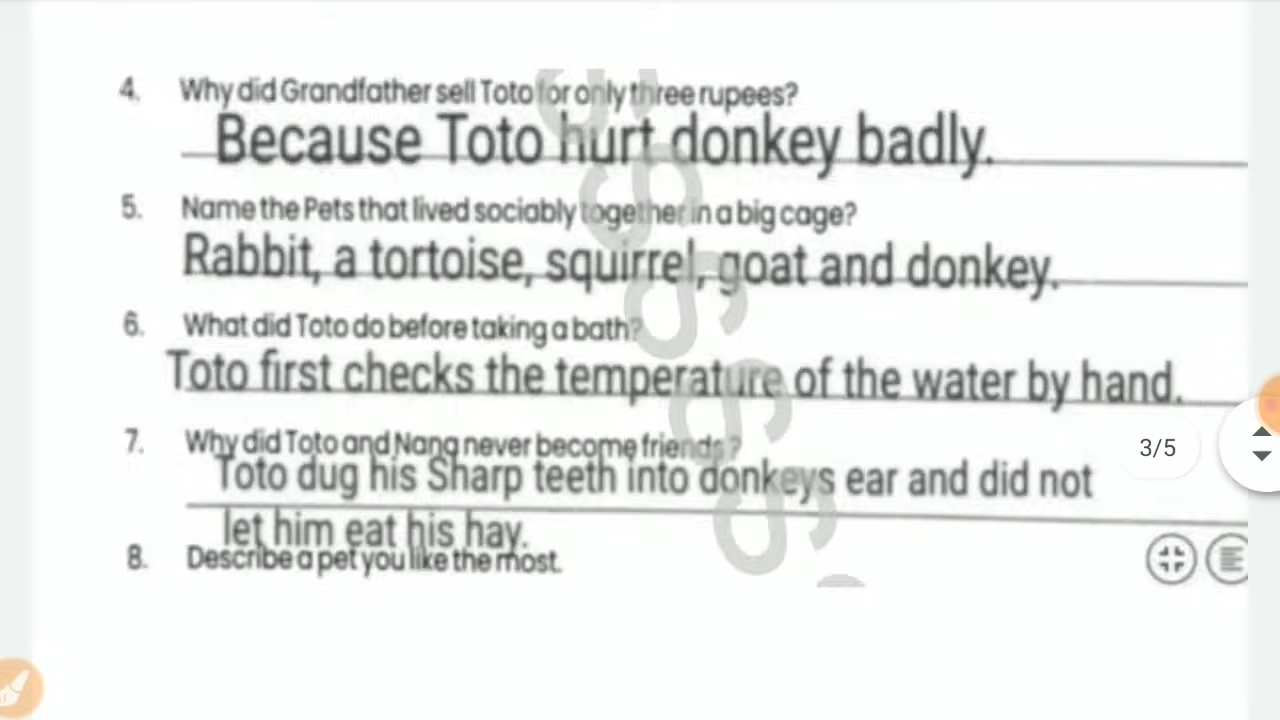 4. Why did Grandfather sell Toto for only three rupees?
Because Toto hurt donkey badly.
5. Name the Pets that lived sociably together in a big cage?
Rabbit, a tortoise, squirrel, goat and donkey.
6. What did Toto do before taking a bath?
Toto first checks the temperature of the water by hand.
7. Why did Toto and Nana never become friends?
Toto dug his Sharp teeth into donkeys ear and did not
let him eat his hay.
8. Describe a pet you like the most.
3/5